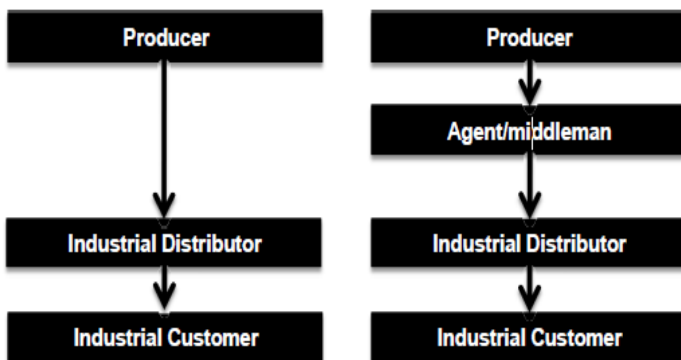 Producer
Industrial Distributor
Industrial Customer
Producer
Agent/middleman
Industrial Distributor
Industrial Customer